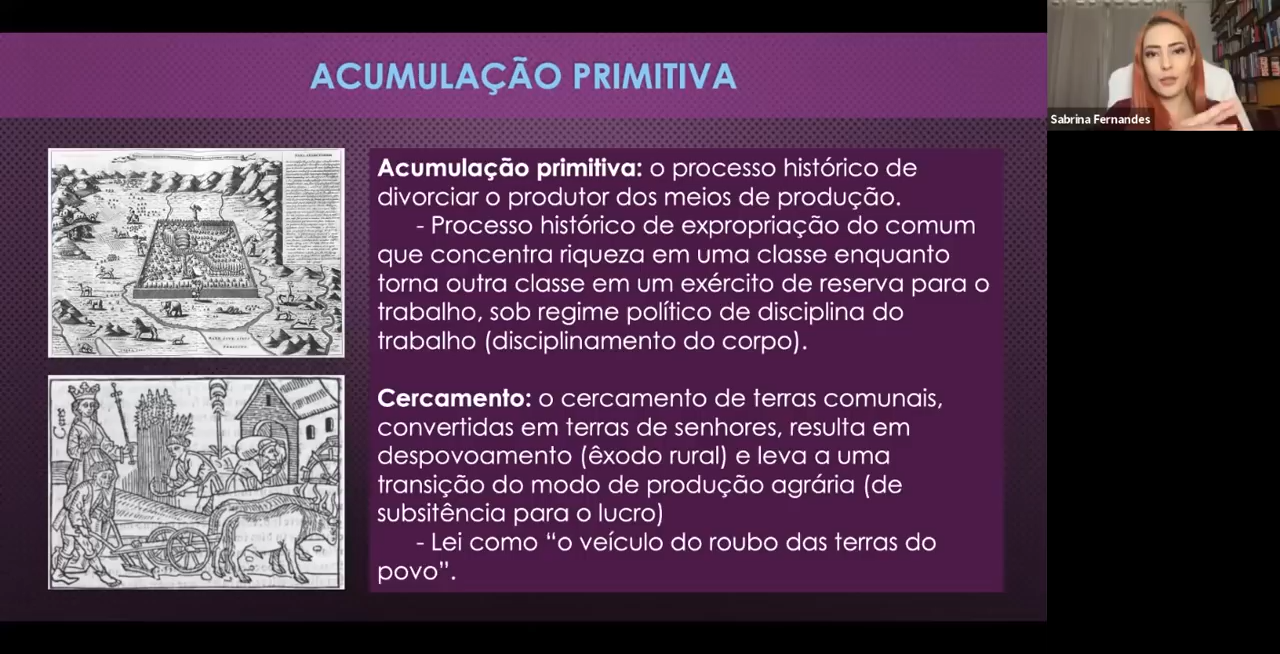 ACUMULAÇÃO PRIMITIVA
Sabrina Fernandes
Acumulação primitiva: o processo histórico de
divorciar o produtor dos meios de produção.
- Processo histórico de expropriação do comum
que concentra riqueza em uma classe enquanto
torna outra classe em um exército de reserva para o
trabalho, sob regime político de disciplina do
trabalho (disciplinamento do corpo).
Cercamento: o cercamento de terras comunais,
convertidas em terras de senhores, resulta em
despovoamento (êxodo rural) e leva a uma
transição do modo de produção agrária (de
subsitência para o lucro)
- Lei como “o veículo do roubo das terras do
povo”.
Ceres